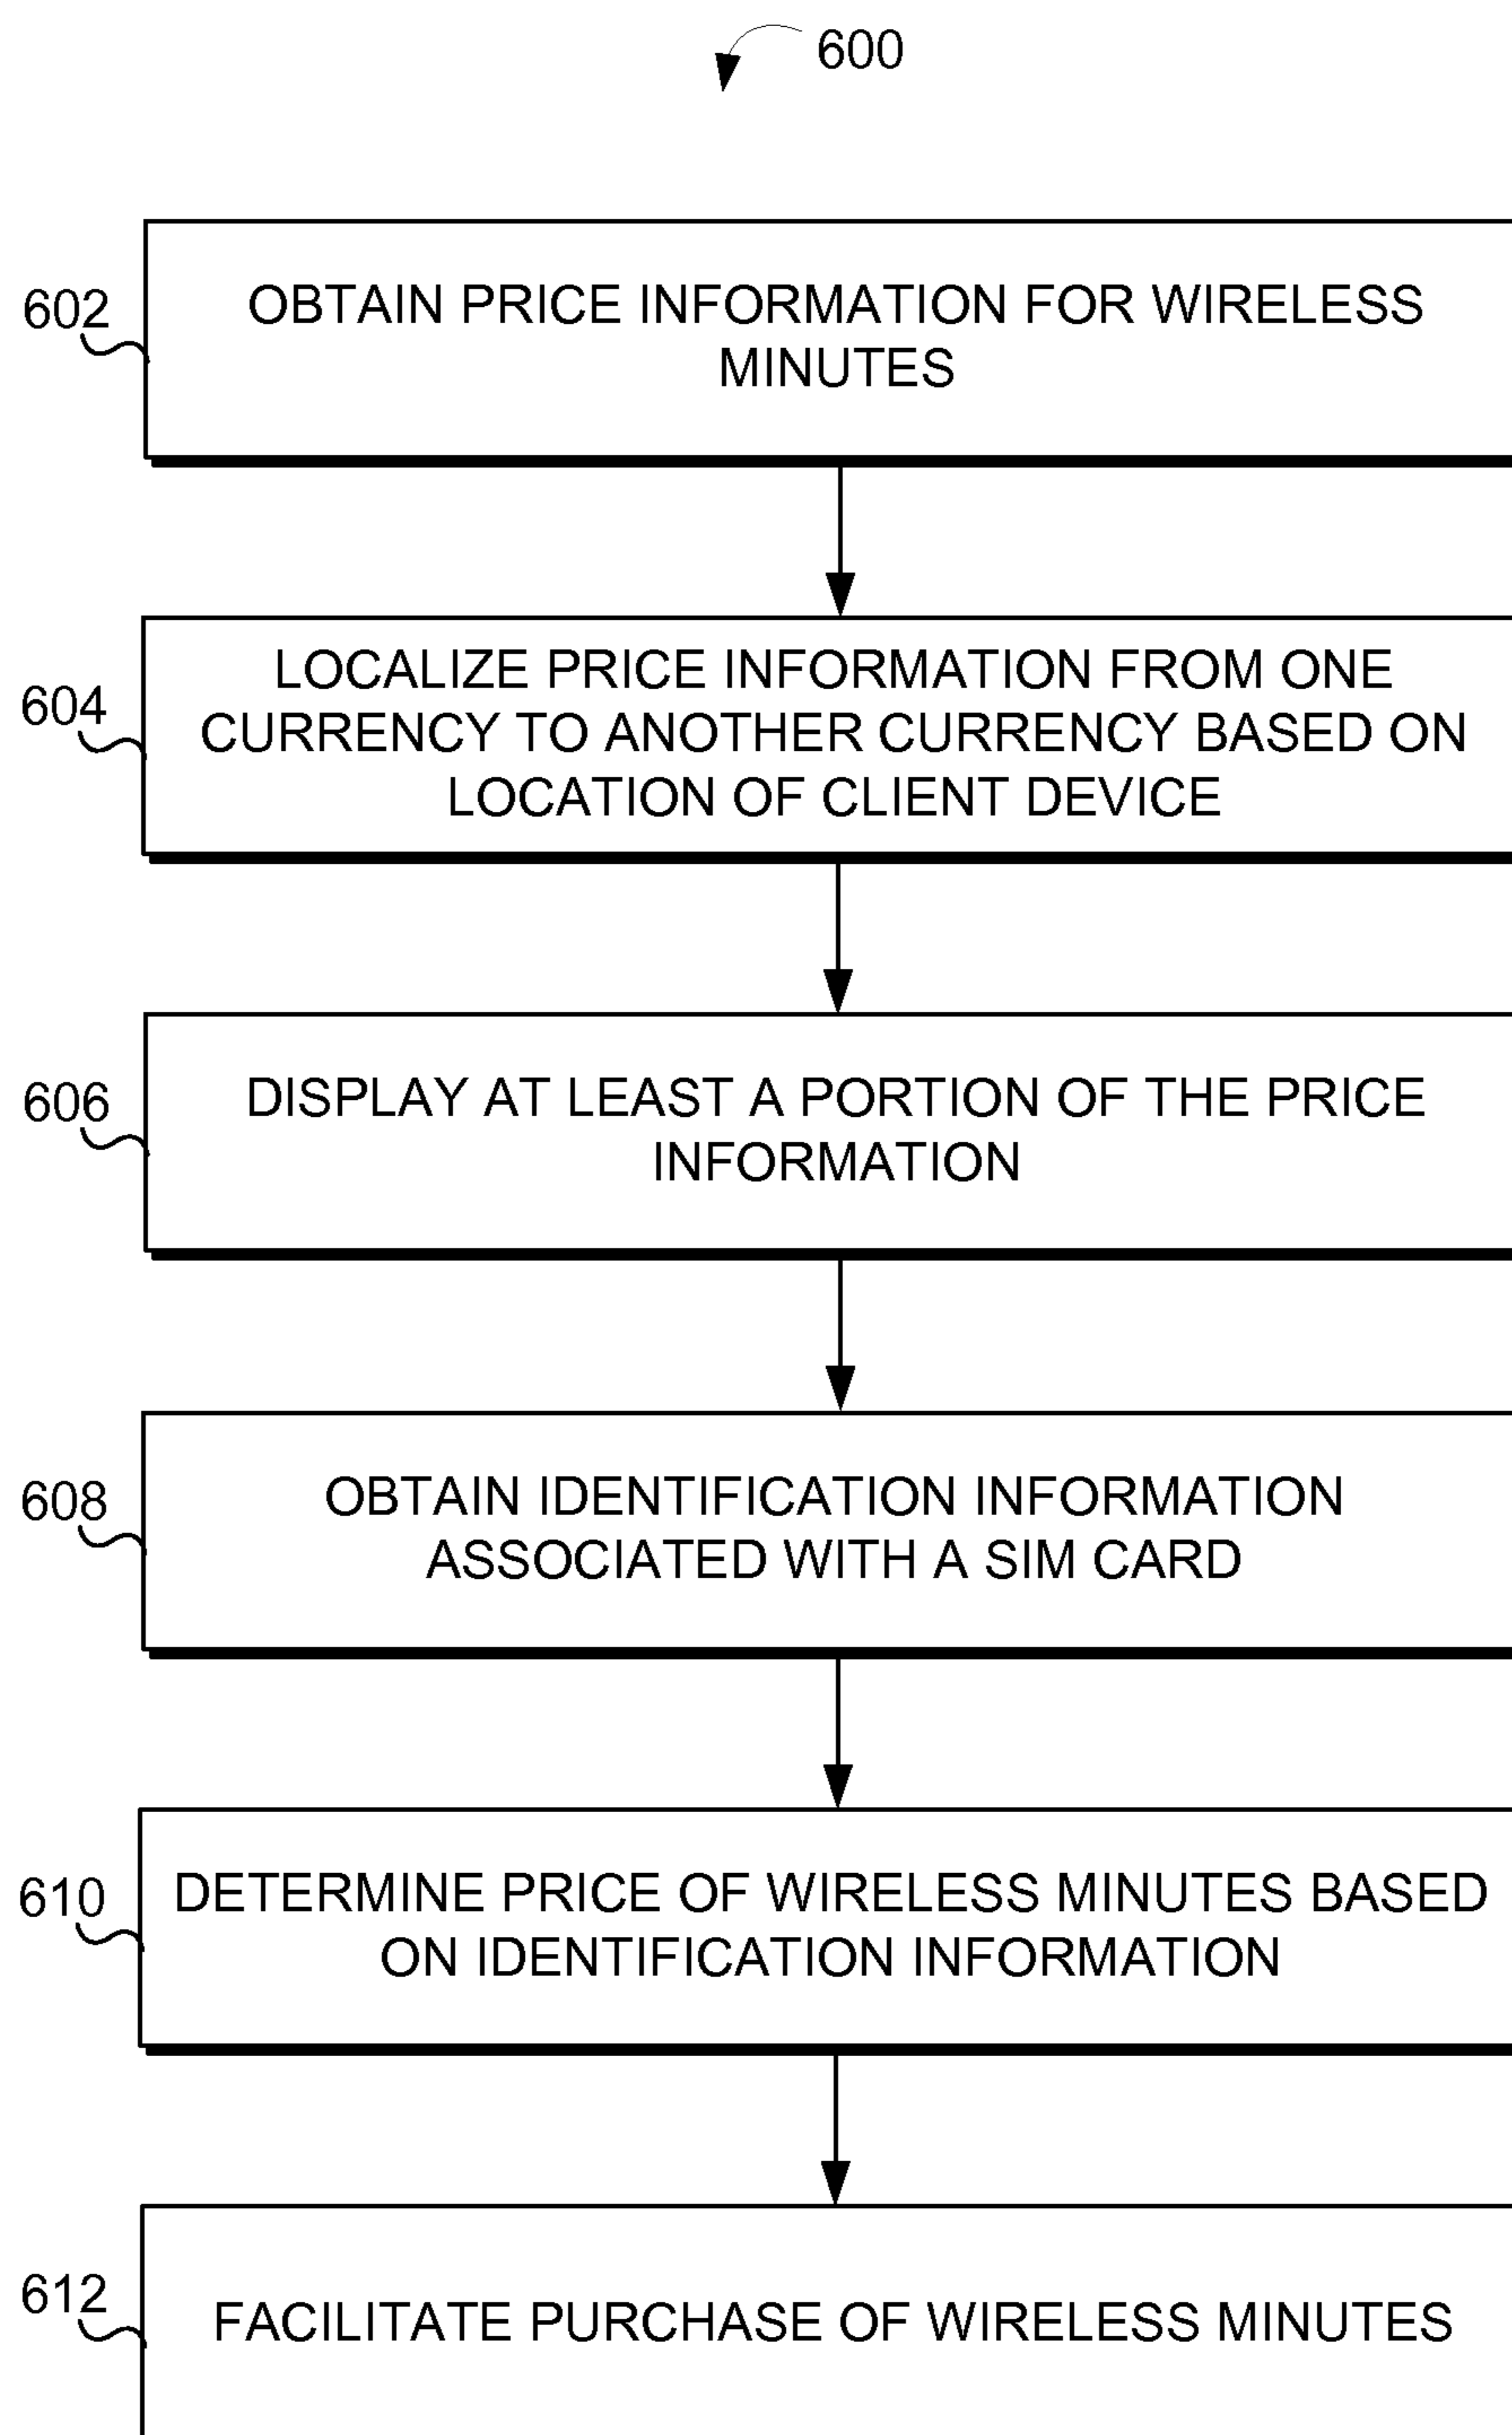 600
602
OBTAIN PRICE INFORMATION FOR WIRELESS
MINUTES
604
LOCALIZE PRICE INFORMATION FROM ONE
CURRENCY TO ANOTHER CURRENCY BASED ON
LOCATION OF CLIENT DEVICE
606
DISPLAY AT LEAST A PORTION OF THE PRICE
INFORMATION
608
OBTAIN IDENTIFICATION INFORMATION
ASSOCIATED WITH A SIM CARD
610
DETERMINE PRICE OF WIRELESS MINUTES BASED
ON IDENTIFICATION INFORMATION
612
FACILITATE PURCHASE OF WIRELESS MINUTES